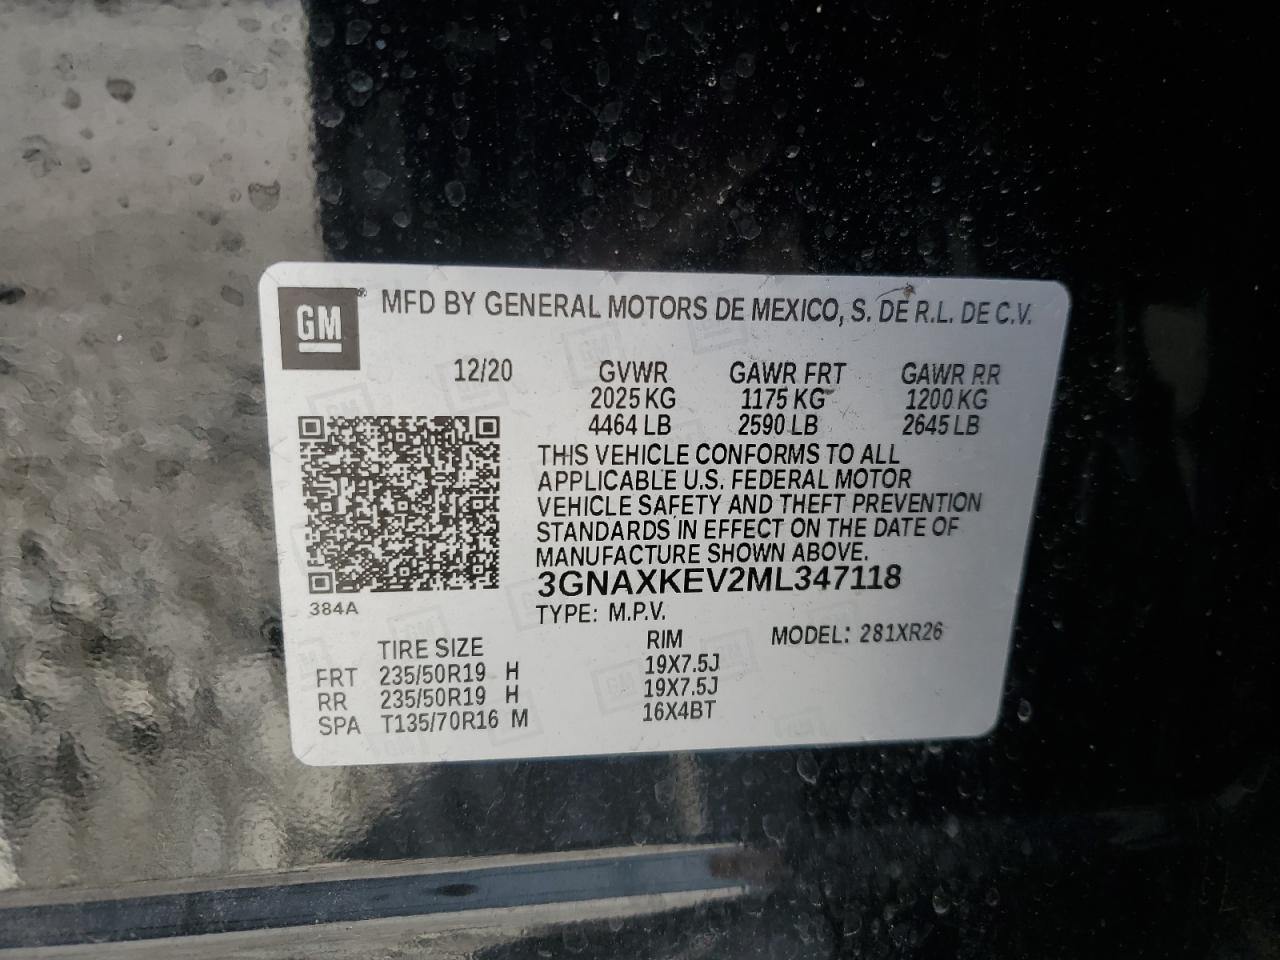 GM
MFD BY GENERAL MOTORS DE MEXICO, S. DE R.L. DE C.V.
12/20 GVWR GAWR FRT GAWR RR
2025 KG 1175 KG 1200 KG
4464 LB 2590 LB 2645 LB
THIS VEHICLE CONFORMS TO ALL
APPLICABLE U.S. FEDERAL MOTOR
VEHICLE SAFETY AND THEFT PREVENTION
STANDARDS IN EFFECT ON THE DATE OF
MANUFACTURE SHOWN ABOVE.
3GNAXKEV2ML347118
384A
TYPE: M.P.V.
TIRE SIZE RIM MODEL: 281XR26
FRT 235/50R19 H 19X7.5J
RR 235/50R19 H 19X7.5J
SPA T135/70R16 M 16X4BT